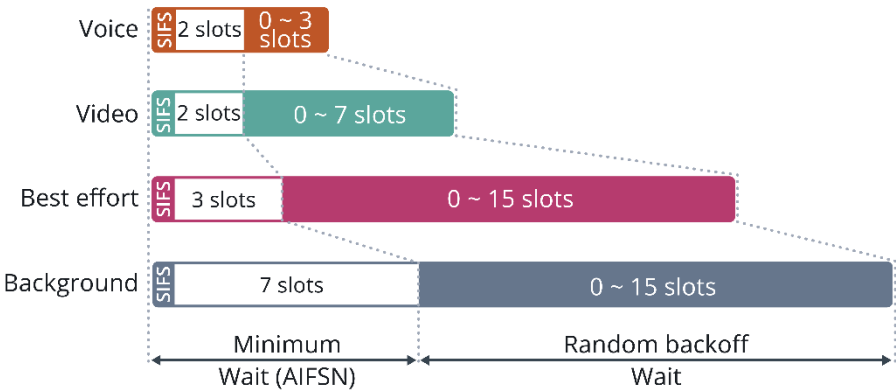 Voice
SIFS
2 slots
0 ~ 3
slots
Video
SIFS
2 slots
0 ~ 7 slots
Best effort
SIFS
3 slots
0 ~ 15 slots
Background
SIFS
7 slots
0 ~ 15 slots
Minimum
Wait (AIFSN)
Random backoff
Wait